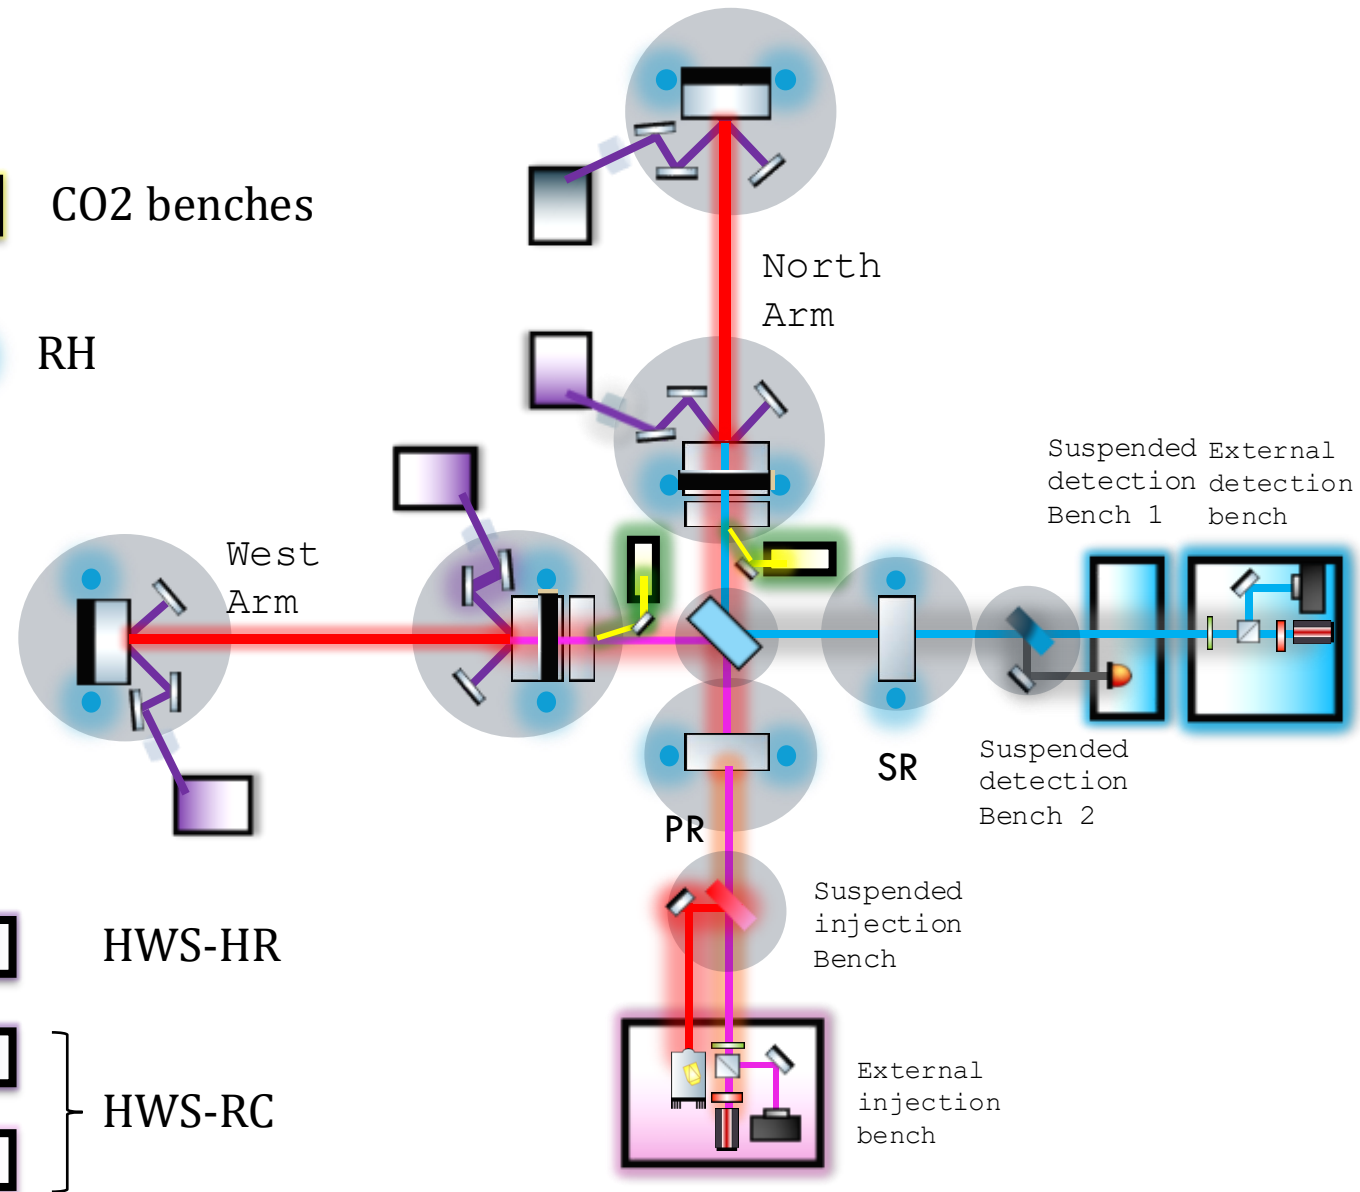 CO2 benches
RH
North
Arm
West
Arm
Suspended
detection
Bench 1
External
detection
bench
SR
Suspended
detection
Bench 2
PR
Suspended
injection
Bench
HWS-HR
HWS-RC
External
injection
bench